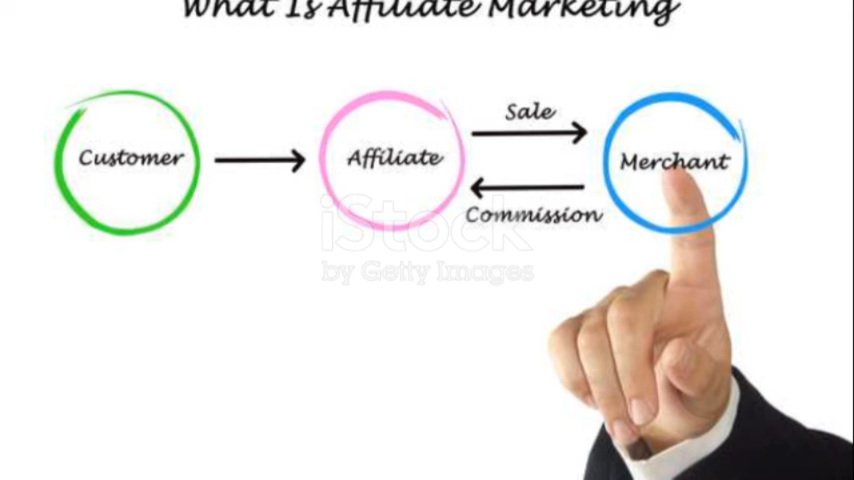 What Is Affiliate Marketing
Customer
Affiliate
Sale
Commission
Merchant
iStock
by Getty Images